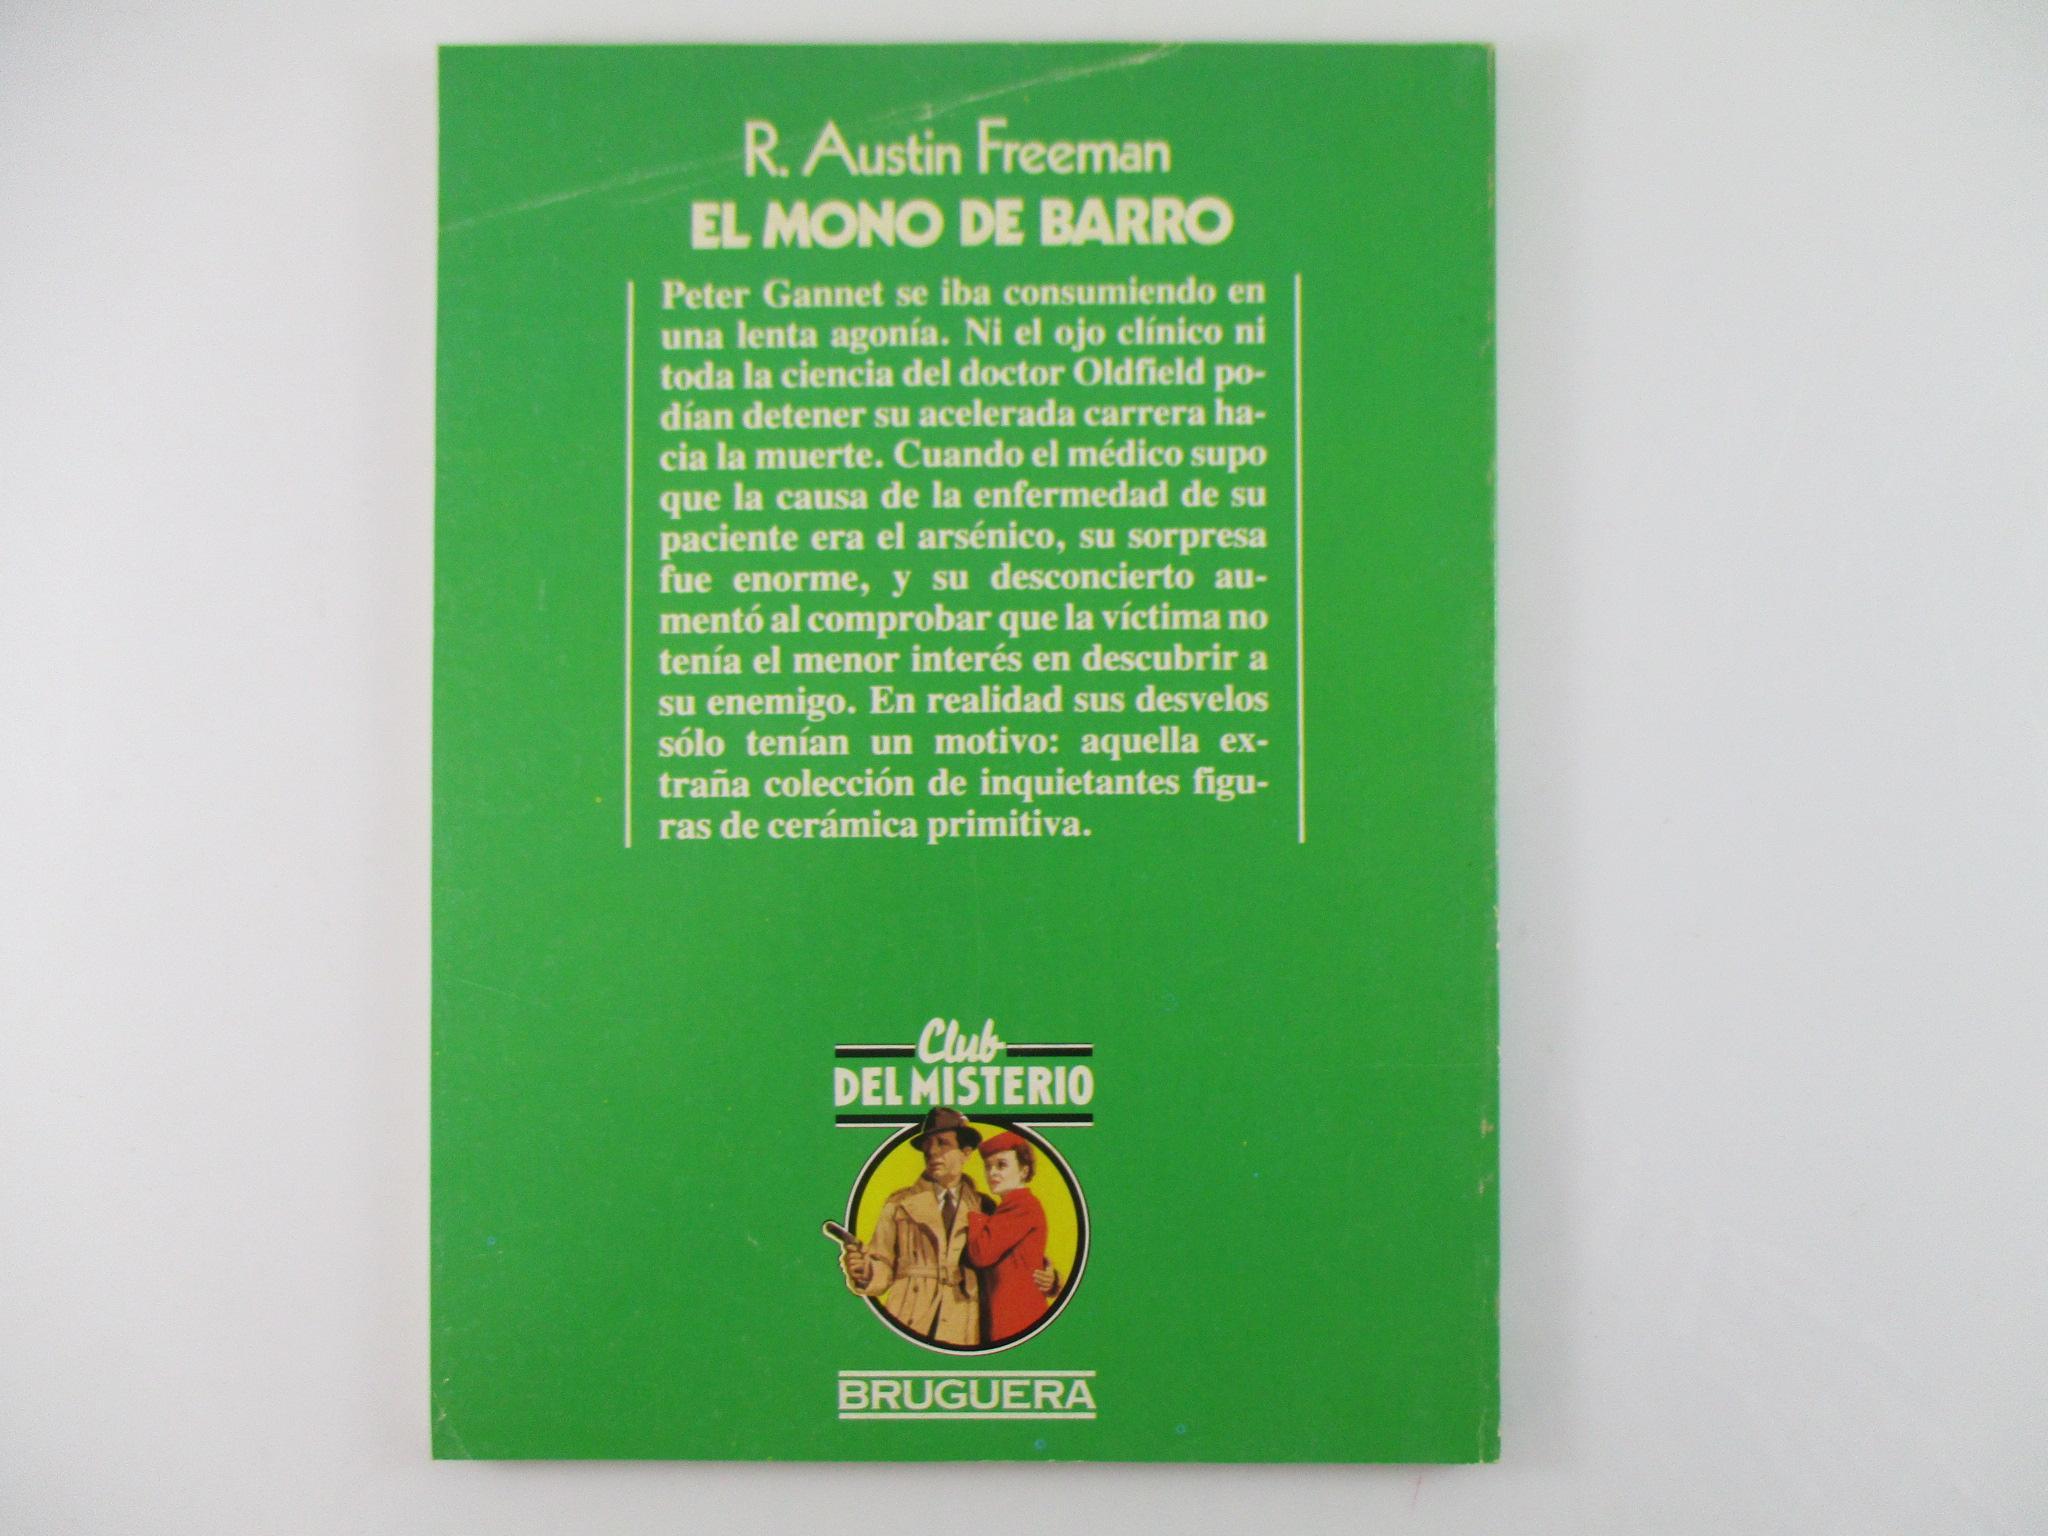 R. Austin Freeman
EL MONO DE BARRO
Peter Gannet se iba consumiendo en
una lenta agonía. Ni el ojo clínico ni
toda la ciencia del doctor Oldfield po-
dían detener su acelerada carrera ha-
cia la muerte. Cuando el médico supo
que la causa de la enfermedad de su
paciente era el arsénico, su sorpresa
fue enorme, y su desconcierto au-
mentó al comprobar que la víctima no
tenía el menor interés en descubrir a
su enemigo. En realidad sus desvelos
sólo tenían un motivo: aquella ex-
traña colección de inquietantes figu-
ras de cerámica primitiva.
Club
DEL MISTERIO
BRUGUERA